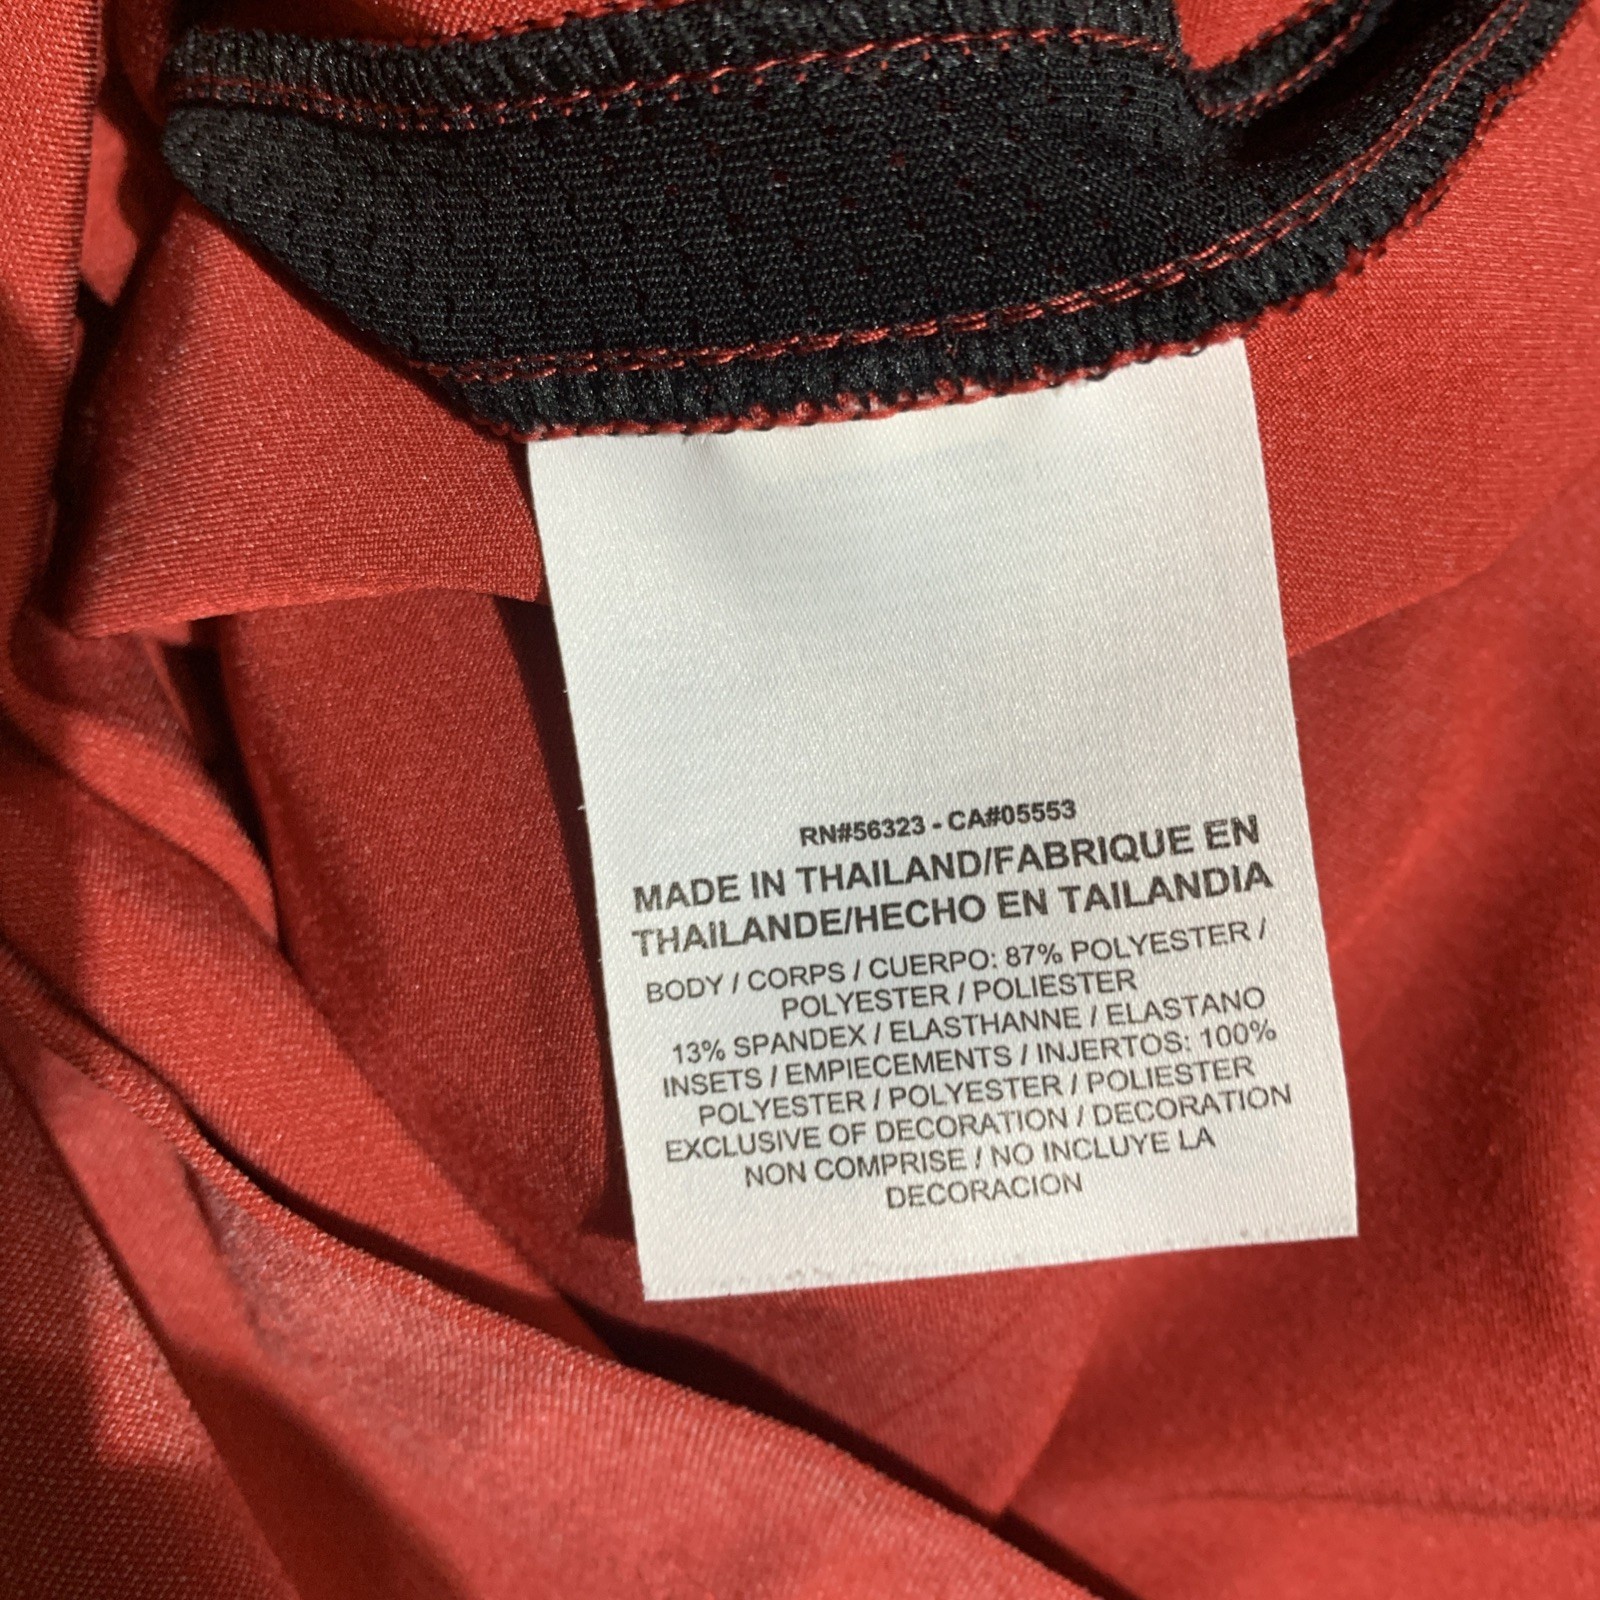 RN#56323 - CA#05553
MADE IN THAILAND/FABRIQUE EN
THAILANDE/HECHO EN TAILANDIA
BODY / CORPS / CUERPO: 87% POLYESTER /
POLYESTER / POLIESTER
13% SPANDEX / ELASTHANNE / ELASTANO
INSETS / EMPIECEMENTS / INJERTOS: 100%
POLYESTER / POLYESTER / POLIESTER
EXCLUSIVE OF DECORATION / DECORATION
NON COMPRISE / NO INCLUYE LA
DECORACION